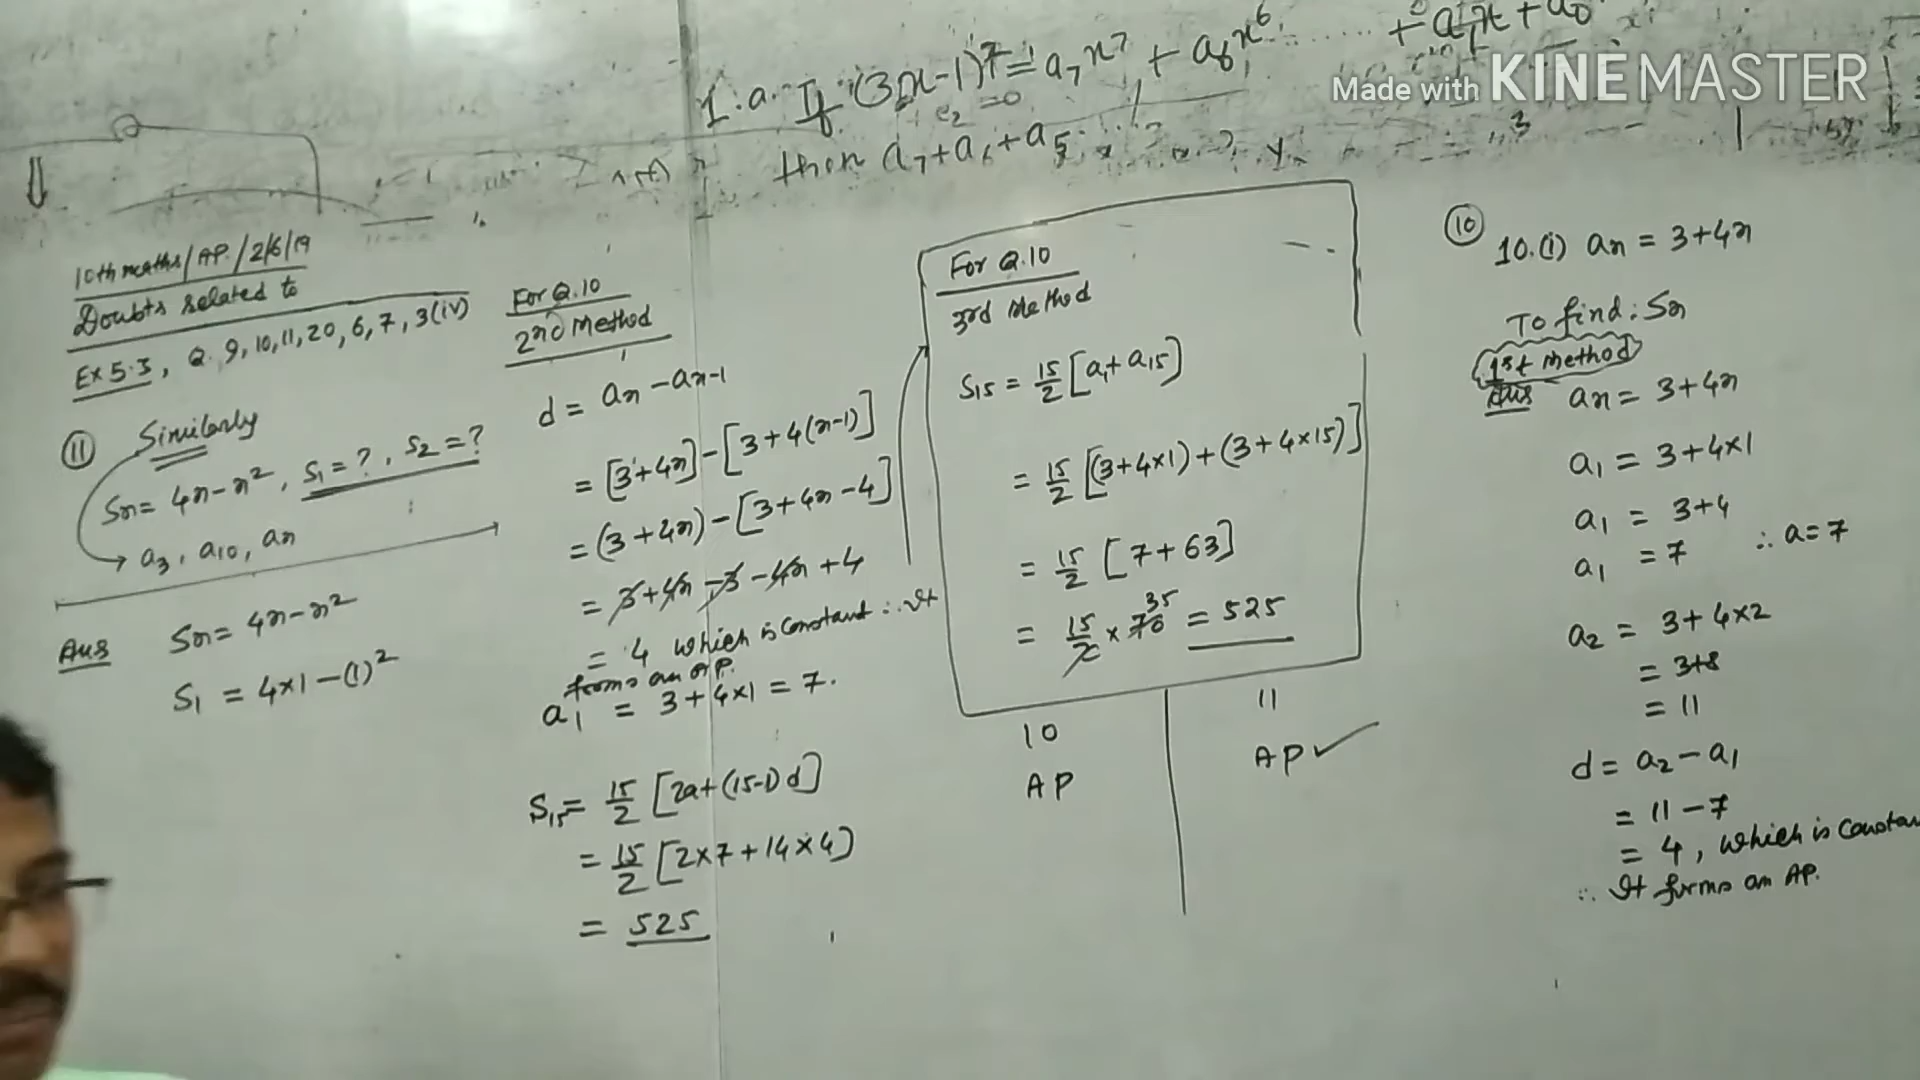 Made with KINEMASTER
I.a. If (3x-1)⁷ = a₇x⁷ + a₆x⁶ ........ + a₁x + a₀
then a₇+a₆+a₅
10th maths/AP./2/6/19
Doubts related to
Ex 5.3, Q. 9, 10, 11, 20, 6, 7, 3(iv)
⑪ Similarly
Sn = 4n-n², S₁=?, S₂=?
a₃, a₁₀, an
Ans Sn = 4n-n²
S₁ = 4×1-(1)²
For Q.10
2nd Method
d = an - an-1
= [3+4n]-[3+4(n-1)]
= (3+4n)-[3+4n-4]
= 3+4n-3-4n+4
= 4 which is constant ∴ It
forms an AP.
a₁ = 3+4×1 = 7.
S₁₅ = 15/2 [2a+(15-1)d]
= 15/2 [2×7+14×4]
= 525
For Q.10
3rd Method
S₁₅ = 15/2 [a₁+a₁₅]
= 15/2 [(3+4×1)+(3+4×15)]
= 15/2 [7+63]
= 15/2 × 70 35 = 525
10
AP
11
AP✓
⑩ 10.(i) an = 3+4n
To find: Sn
1st Method
Ans an = 3+4n
a₁ = 3+4×1
a₁ = 3+4
a₁ = 7 ∴ a=7
a₂ = 3+4×2
= 3+8
= 11
d = a₂-a₁
= 11-7
= 4, which is constan
∴ It forms an AP.